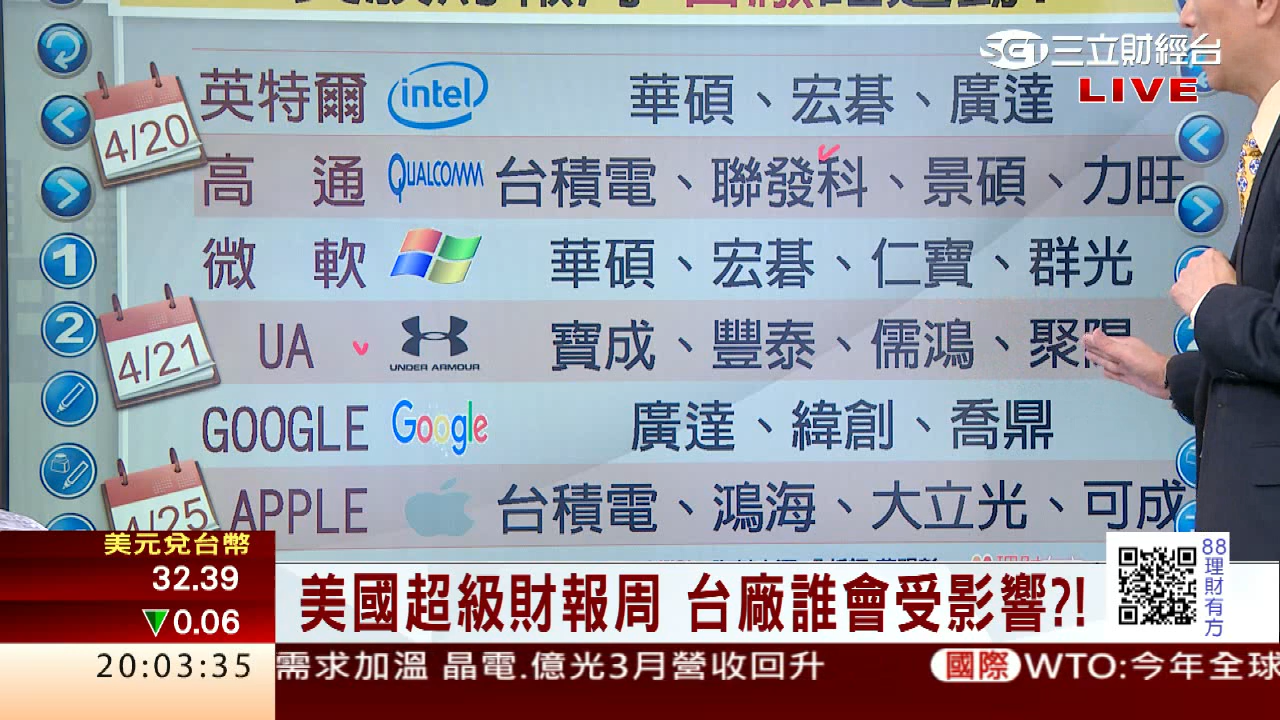 SET三立財經台
LIVE
4/20
英特爾 intel 華碩、宏碁、廣達
高通 QUALCOMM 台積電、聯發科、景碩、力旺
微軟 華碩、宏碁、仁寶、群光
4/21
UA UNDER ARMOUR 寶成、豐泰、儒鴻、聚陽
GOOGLE Google 廣達、緯創、喬鼎
4/25
APPLE 台積電、鴻海、大立光、可成
1
2
美元兌台幣
32.39
▼0.06
美國超級財報周 台廠誰會受影響?!
88理財有方
20:03:35
需求加溫 晶電.億光3月營收回升
國際 WTO:今年全球